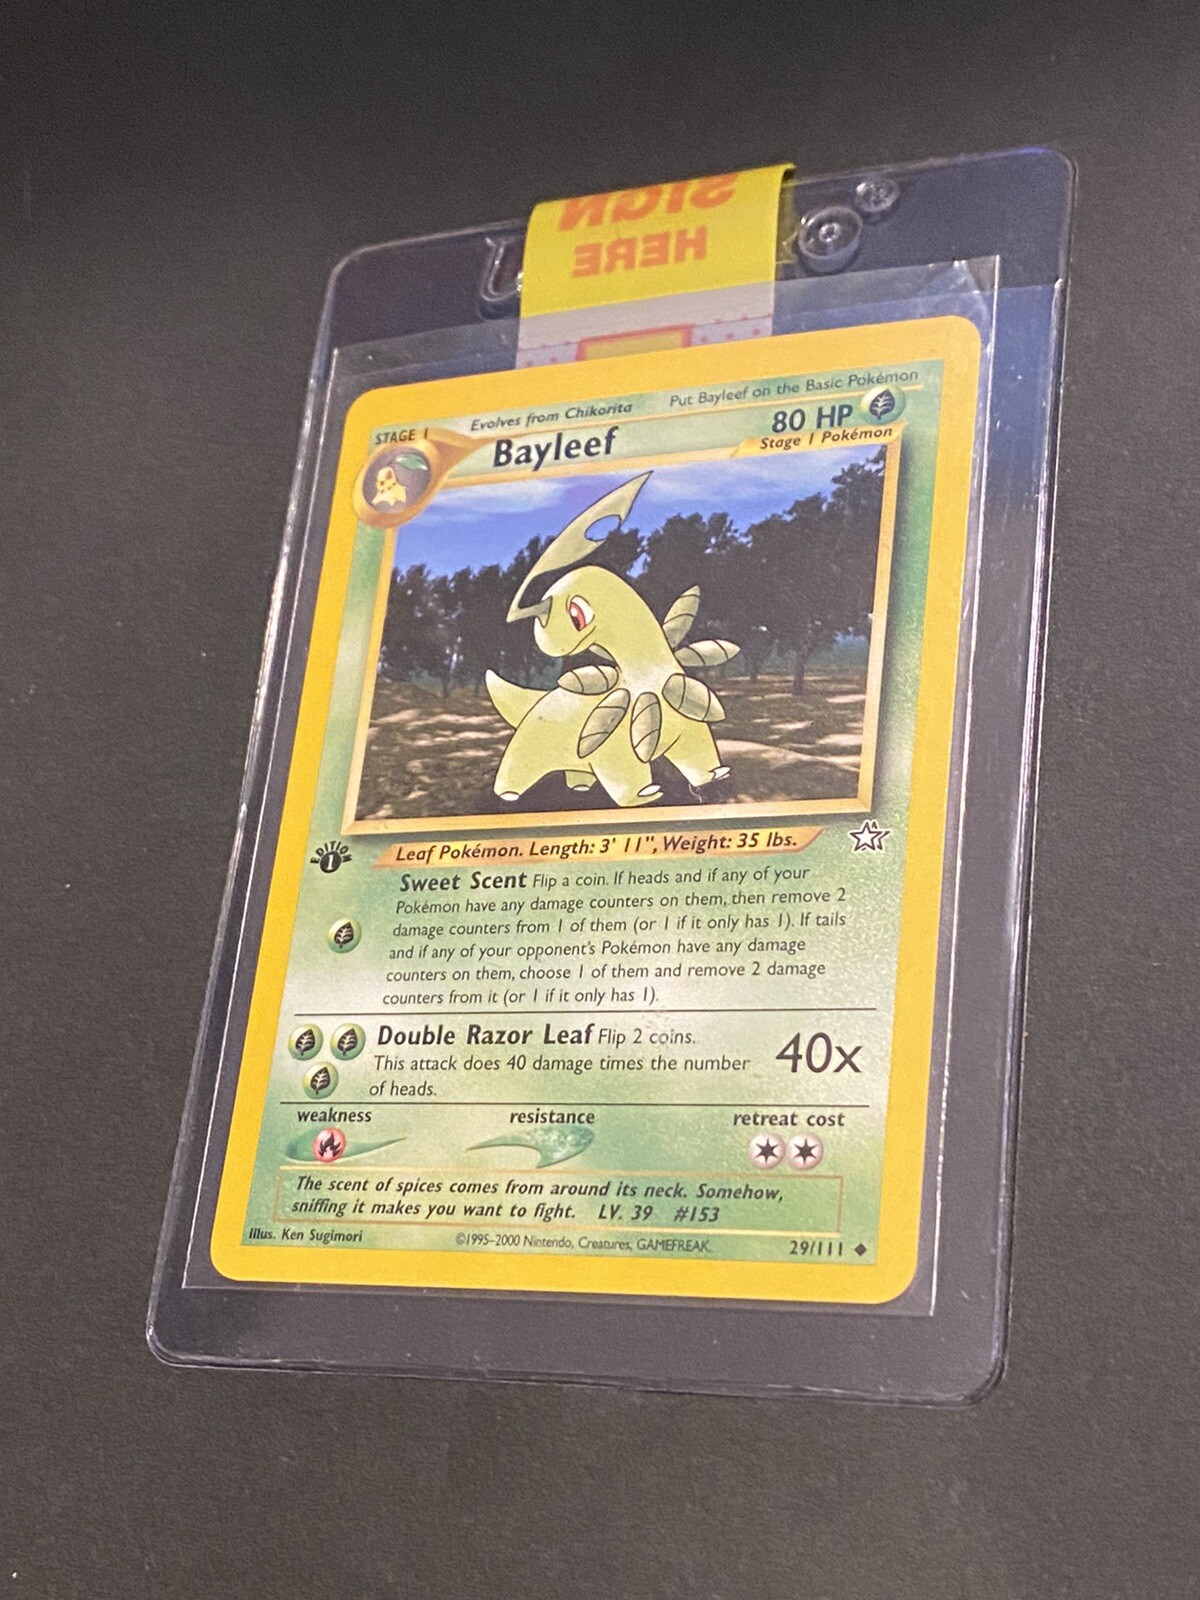 SIGN
HERE
STAGE 1
Evolves from Chikorita
Put Bayleef on the Basic Pokémon
Bayleef
80 HP
Stage 1 Pokémon
EDITION
1
Leaf Pokémon. Length: 3' 11", Weight: 35 lbs.
Sweet Scent Flip a coin. If heads and if any of your
Pokémon have any damage counters on them, then remove 2
damage counters from 1 of them (or 1 if it only has 1). If tails
and if any of your opponent's Pokémon have any damage
counters on them, choose 1 of them and remove 2 damage
counters from it (or 1 if it only has 1).
Double Razor Leaf Flip 2 coins.
This attack does 40 damage times the number
of heads.
40x
weakness
resistance
retreat cost
The scent of spices comes from around its neck. Somehow,
sniffing it makes you want to fight. LV. 39 #153
Illus. Ken Sugimori
©1995-2000 Nintendo, Creatures, GAMEFREAK.
29/111